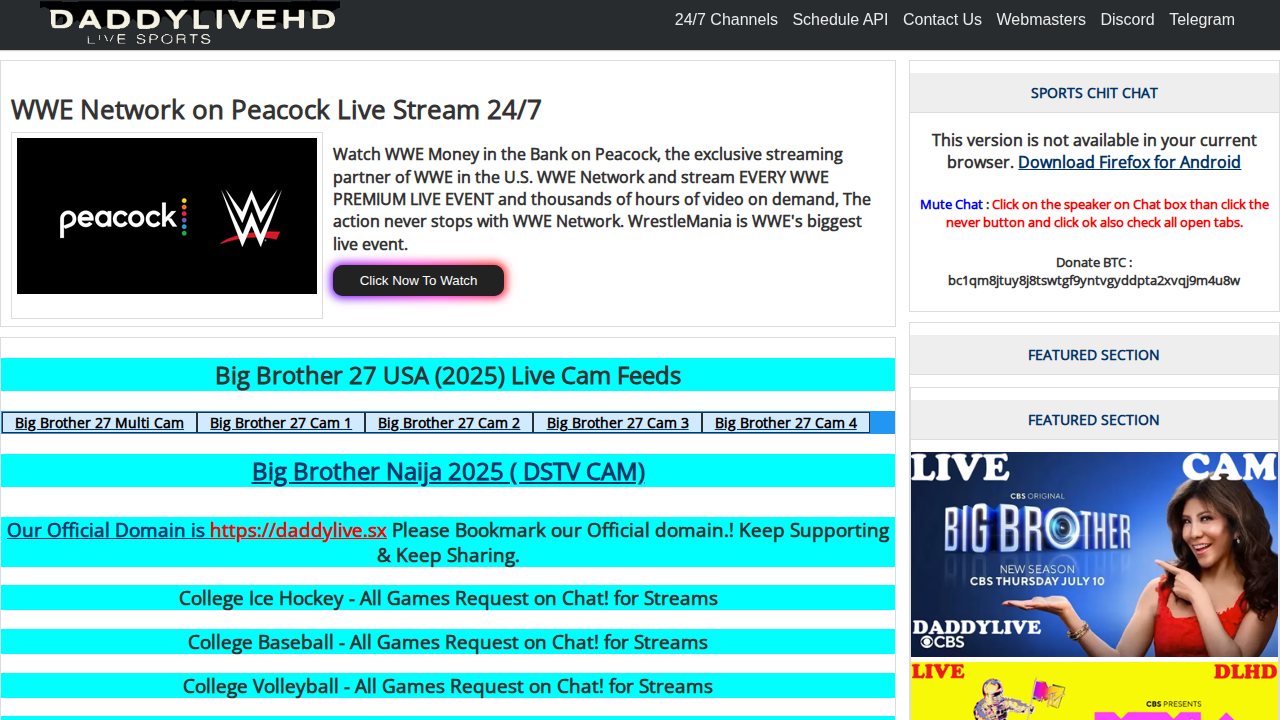 DADDYLIVEHD
LIVE SPORTS
24/7 Channels Schedule API Contact Us Webmasters Discord Telegram
WWE Network on Peacock Live Stream 24/7
peacock W
Watch WWE Money in the Bank on Peacock, the exclusive streaming
partner of WWE in the U.S. WWE Network and stream EVERY WWE
PREMIUM LIVE EVENT and thousands of hours of video on demand, The
action never stops with WWE Network. WrestleMania is WWE's biggest
live event.
Click Now To Watch
Big Brother 27 USA (2025) Live Cam Feeds
Big Brother 27 Multi Cam Big Brother 27 Cam 1 Big Brother 27 Cam 2 Big Brother 27 Cam 3 Big Brother 27 Cam 4
Big Brother Naija 2025 ( DSTV CAM)
Our Official Domain is https://daddylive.sx Please Bookmark our Official domain.! Keep Supporting
& Keep Sharing.
College Ice Hockey - All Games Request on Chat! for Streams
College Baseball - All Games Request on Chat! for Streams
College Volleyball - All Games Request on Chat! for Streams
SPORTS CHIT CHAT
This version is not available in your current
browser. Download Firefox for Android
Mute Chat : Click on the speaker on Chat box than click the
never button and click ok also check all open tabs.
Donate BTC :
bc1qm8jtuy8j8tswtgf9yntvgyddpta2xvqj9m4u8w
FEATURED SECTION
FEATURED SECTION
LIVE CAM
CBS ORIGINAL
BIG BROTHER
NEW SEASON
CBS THURSDAY JULY 10
DADDYLIVE
CBS
LIVE DLHD
CBS PRESENTS